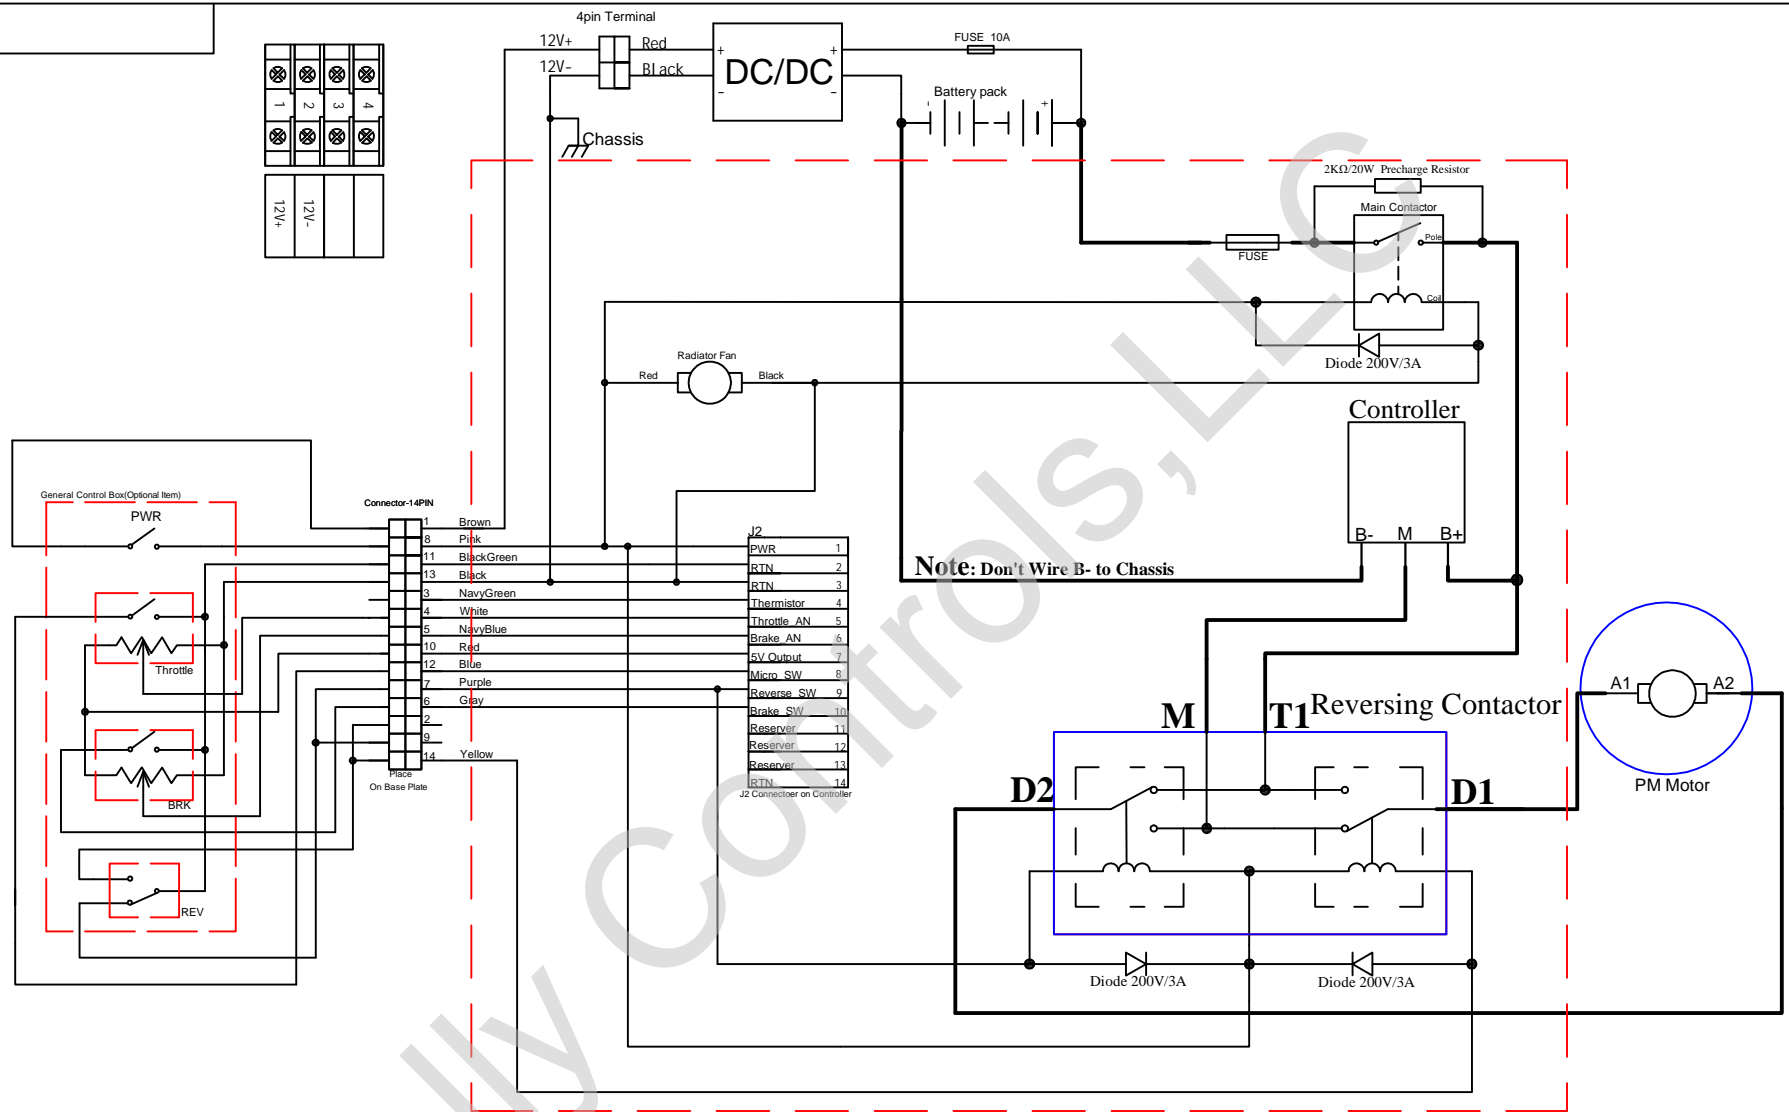 4pin Terminal
12V+
Red
12V-
Black
+
-
DC/DC
+
-
FUSE 10A
Battery pack
-
+
Chassis
1
2
3
4
12V+
12V-
2KΩ/20W Precharge Resistor
Main Contactor
Pole
FUSE
Coil
Diode 200V/3A
Radiator Fan
Red
Black
Controller
B-
M
B+
Note: Don't Wire B- to Chassis
General Control Box(Optional Item)
PWR
Throttle
BRK
REV
Connector-14PIN
1 Brown
8 Pink
11 BlackGreen
13 Black
3 NavyGreen
4 White
5 NavyBlue
10 Red
12 Blue
7 Purple
6 Gray
2
9
14 Yellow
Place
On Base Plate
J2
PWR 1
RTN 2
RTN 3
Thermistor 4
Throttle_AN 5
Brake_AN 6
5V Output 7
Micro_SW 8
Reverse_SW 9
Brake_SW 10
Reserver 11
Reserver 12
Reserver 13
RTN 14
J2 Connectoer on Controller
M
T1
Reversing Contactor
D2
D1
A1
A2
PM Motor
Diode 200V/3A
Diode 200V/3A
lly Controls,LLC